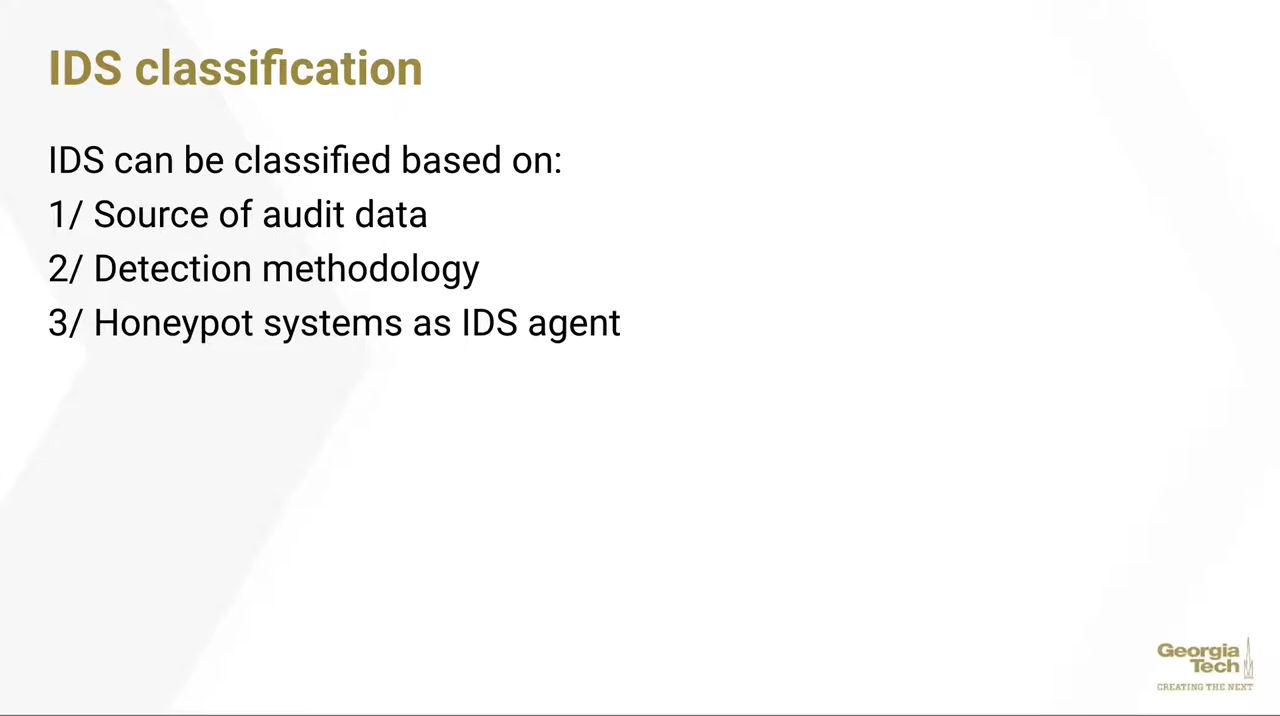 IDS classification
IDS can be classified based on:
1/ Source of audit data
2/ Detection methodology
3/ Honeypot systems as IDS agent
Georgia
Tech
CREATING THE NEXT